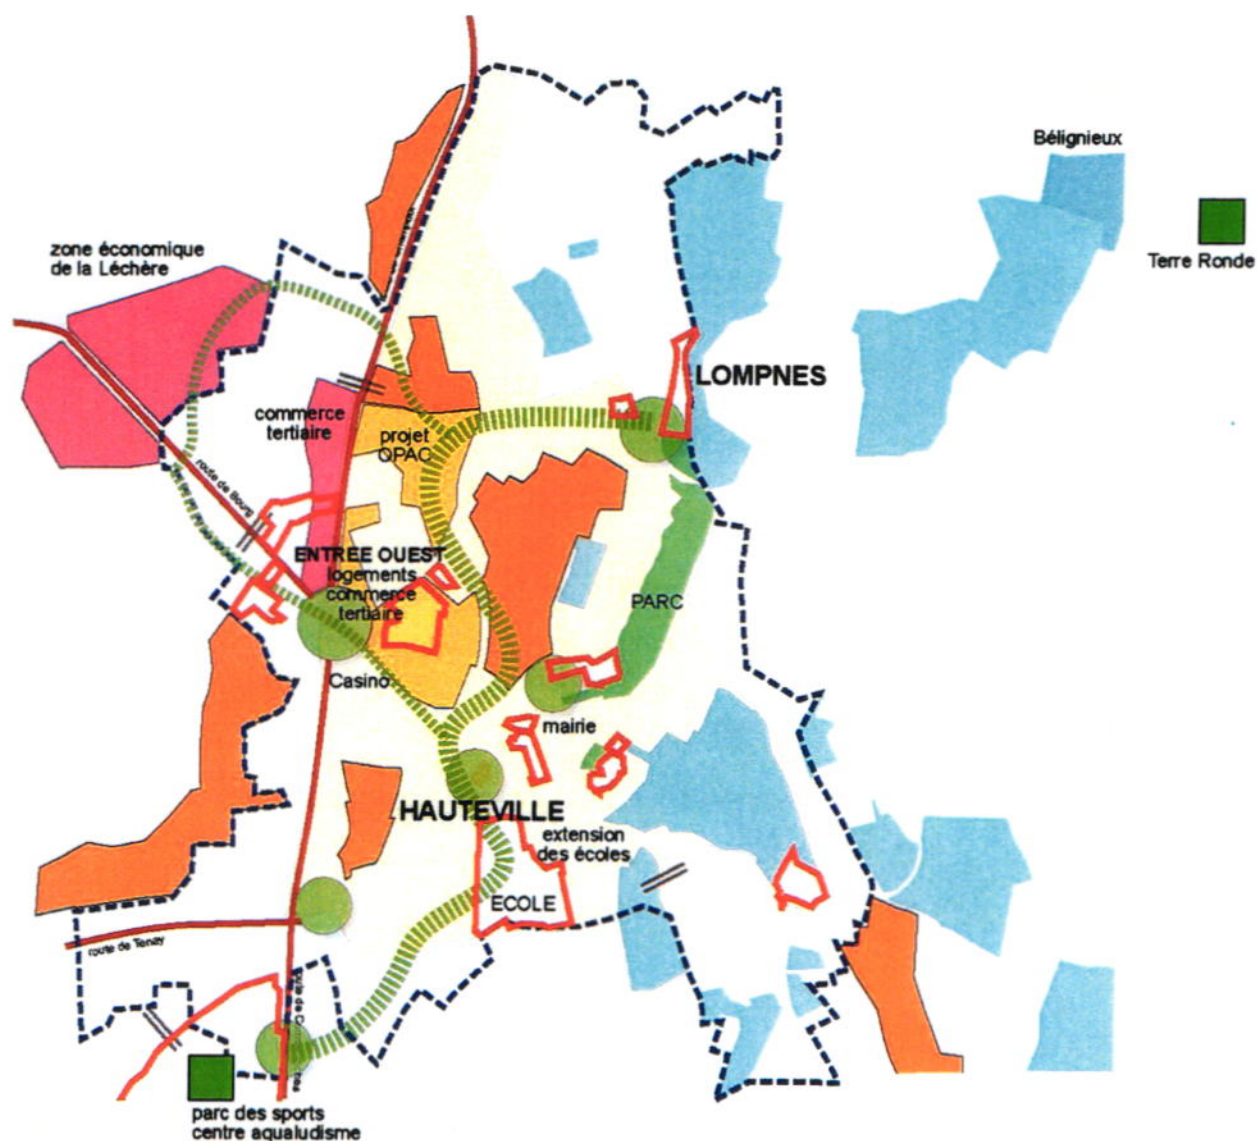 Bélignieux
Terre Ronde
zone économique
de la Léchère
LOMPNES
commerce
tertiaire
projet
OPAC
route de Bourg
ENTREE OUEST
logements
commerce
tertiaire
PARC
Casino
mairie
HAUTEVILLE
extension
des écoles
ECOLE
route de Tenay
parc des sports
centre aqualudisme